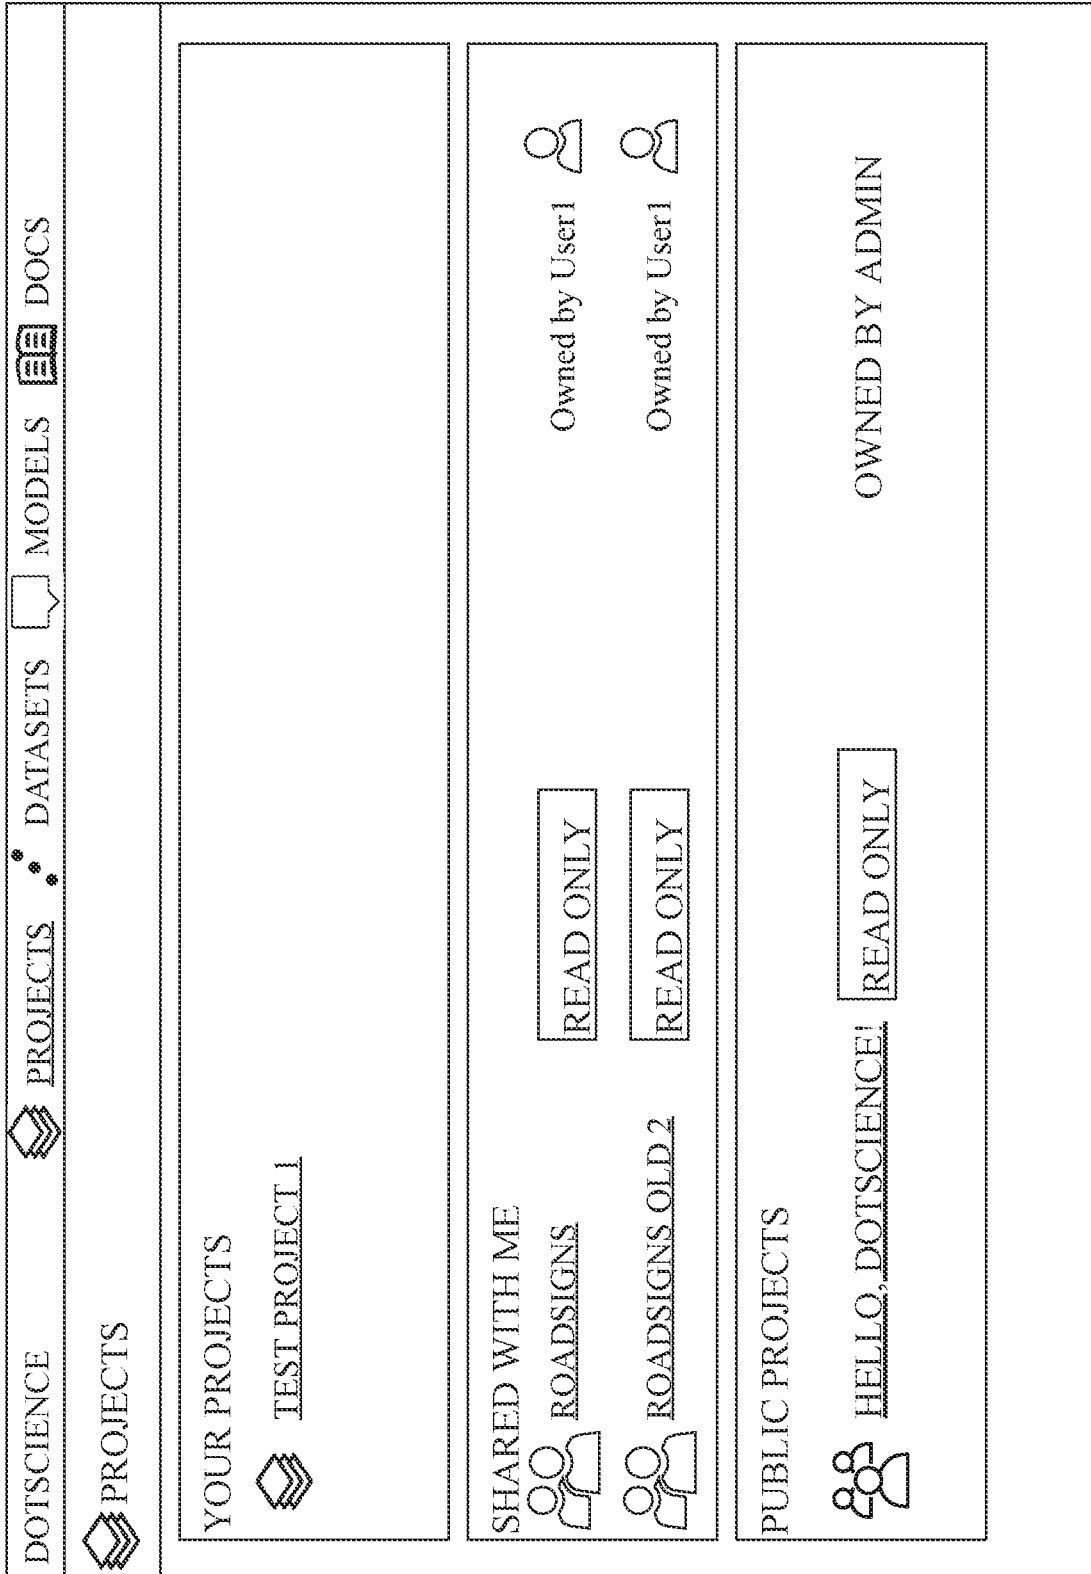 DOTSCIENCE PROJECTS DATASETS MODELS DOCS
PROJECTS
YOUR PROJECTS
TEST PROJECT 1
SHARED WITH ME
ROADSIGNS READ ONLY Owned by User1
ROADSIGNS OLD 2 READ ONLY Owned by User1
PUBLIC PROJECTS
HELLO, DOTSCIENCE! READ ONLY OWNED BY ADMIN